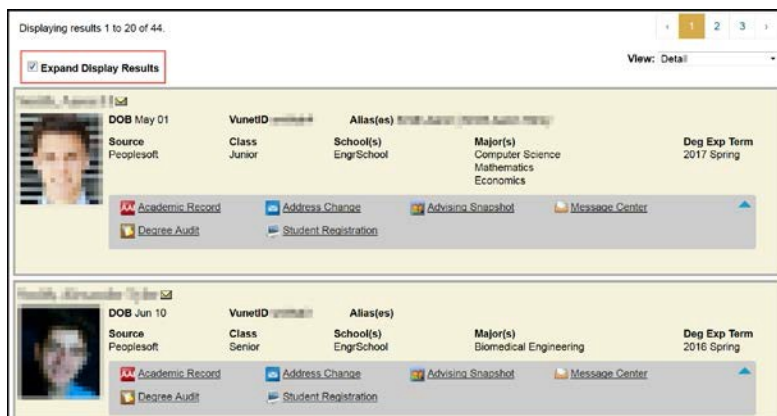 Displaying results 1 to 20 of 44.
‹ 1 2 3 ›
Expand Display Results
View: Detail
DOB May 01 VunetID Alias(es)
Source Class School(s) Major(s) Deg Exp Term
Peoplesoft Junior EngrSchool Computer Science 2017 Spring
Mathematics
Economics
Academic Record Address Change Advising Snapshot Message Center
Degree Audit Student Registration
DOB Jun 10 VunetID Alias(es)
Source Class School(s) Major(s) Deg Exp Term
Peoplesoft Senior EngrSchool Biomedical Engineering 2016 Spring
Academic Record Address Change Advising Snapshot Message Center
Degree Audit Student Registration